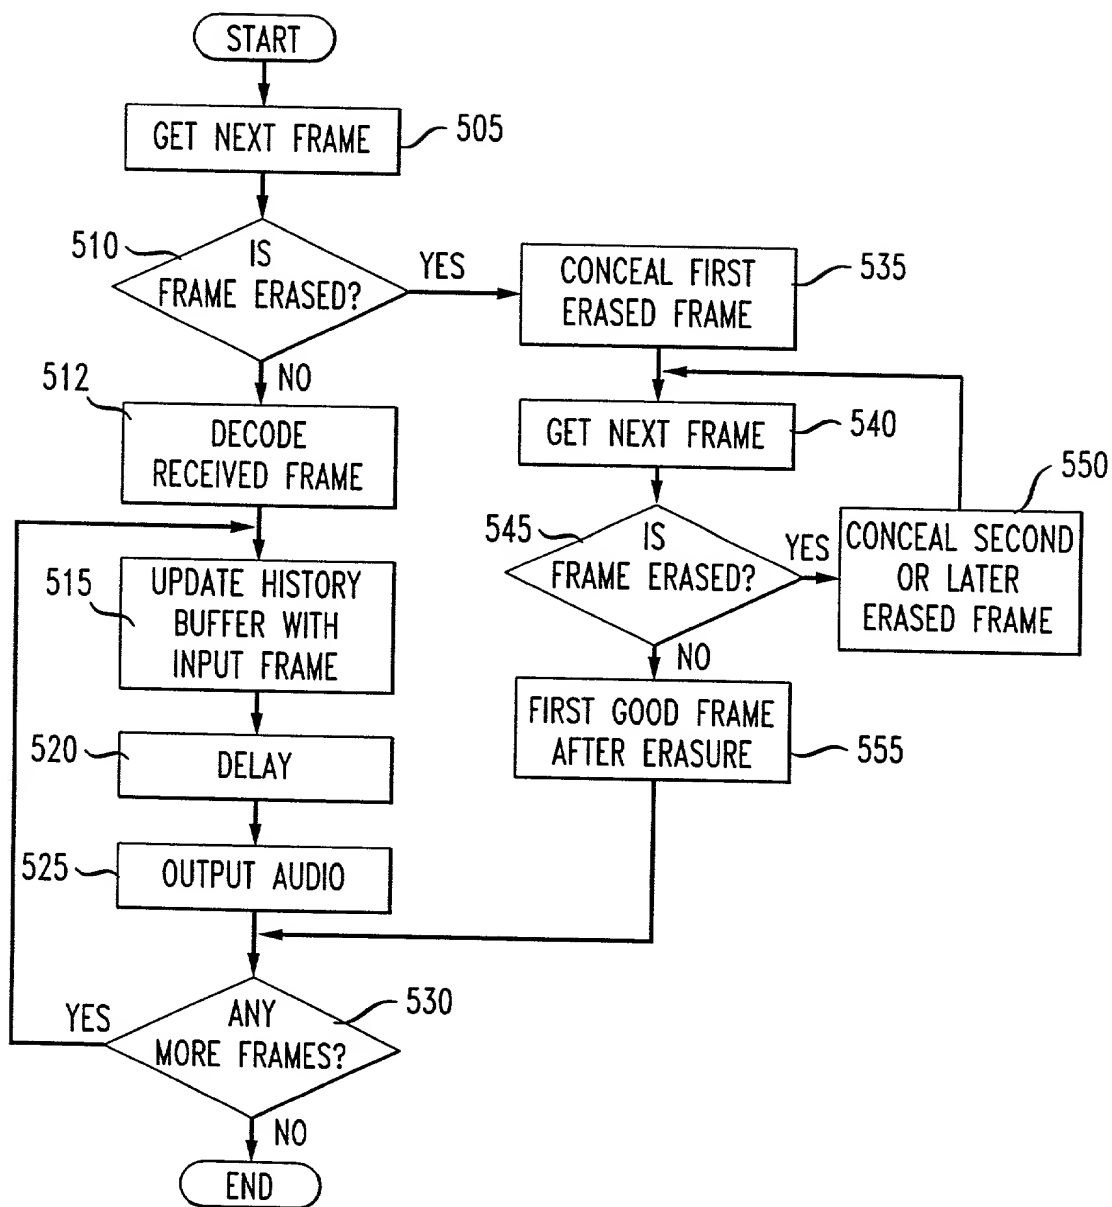 START
GET NEXT FRAME
505
510
IS
FRAME ERASED?
YES
NO
CONCEAL FIRST
ERASED FRAME
535
512
DECODE
RECEIVED FRAME
GET NEXT FRAME
540
545
IS
FRAME ERASED?
YES
NO
550
CONCEAL SECOND
OR LATER
ERASED FRAME
515
UPDATE HISTORY
BUFFER WITH
INPUT FRAME
FIRST GOOD FRAME
AFTER ERASURE
555
520
DELAY
525
OUTPUT AUDIO
530
ANY
MORE FRAMES?
YES
NO
END